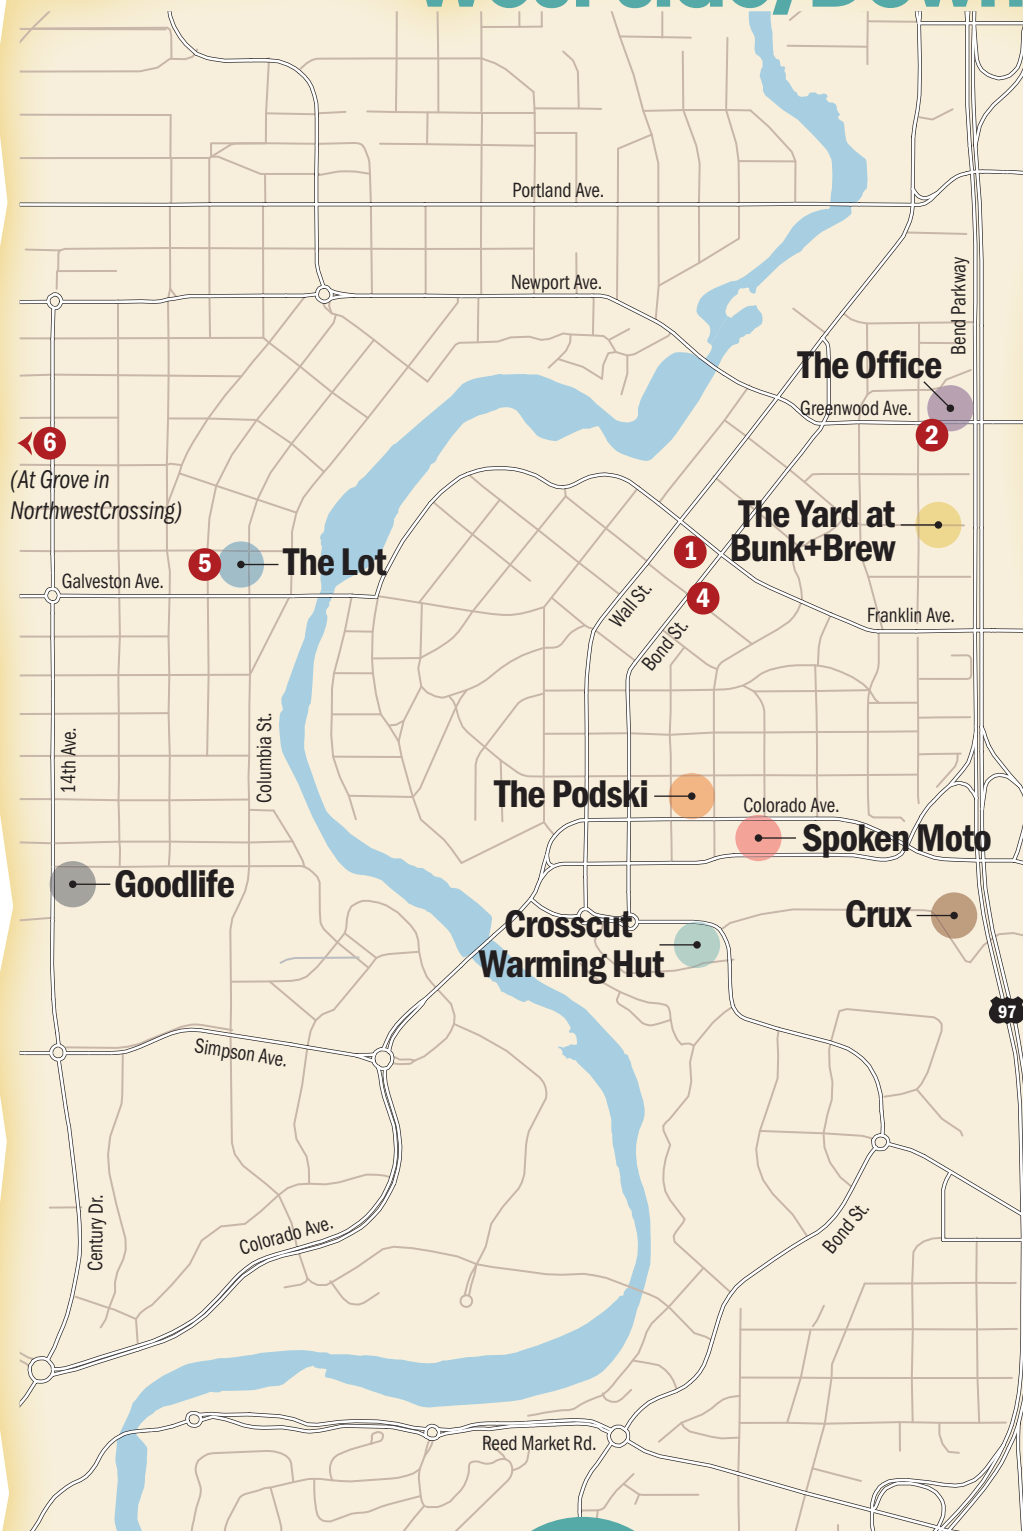 Portland Ave.
Newport Ave.
Bend Parkway
The Office
Greenwood Ave.
2
6
(At Grove in
NorthwestCrossing)
The Yard at
Bunk+Brew
1
5
The Lot
Galveston Ave.
4
Wall St.
Franklin Ave.
Bond St.
14th Ave.
Columbia St.
The Podski
Colorado Ave.
Spoken Moto
Goodlife
Crux
Crosscut
Warming Hut
97
Simpson Ave.
Century Dr.
Colorado Ave.
Bond St.
Reed Market Rd.